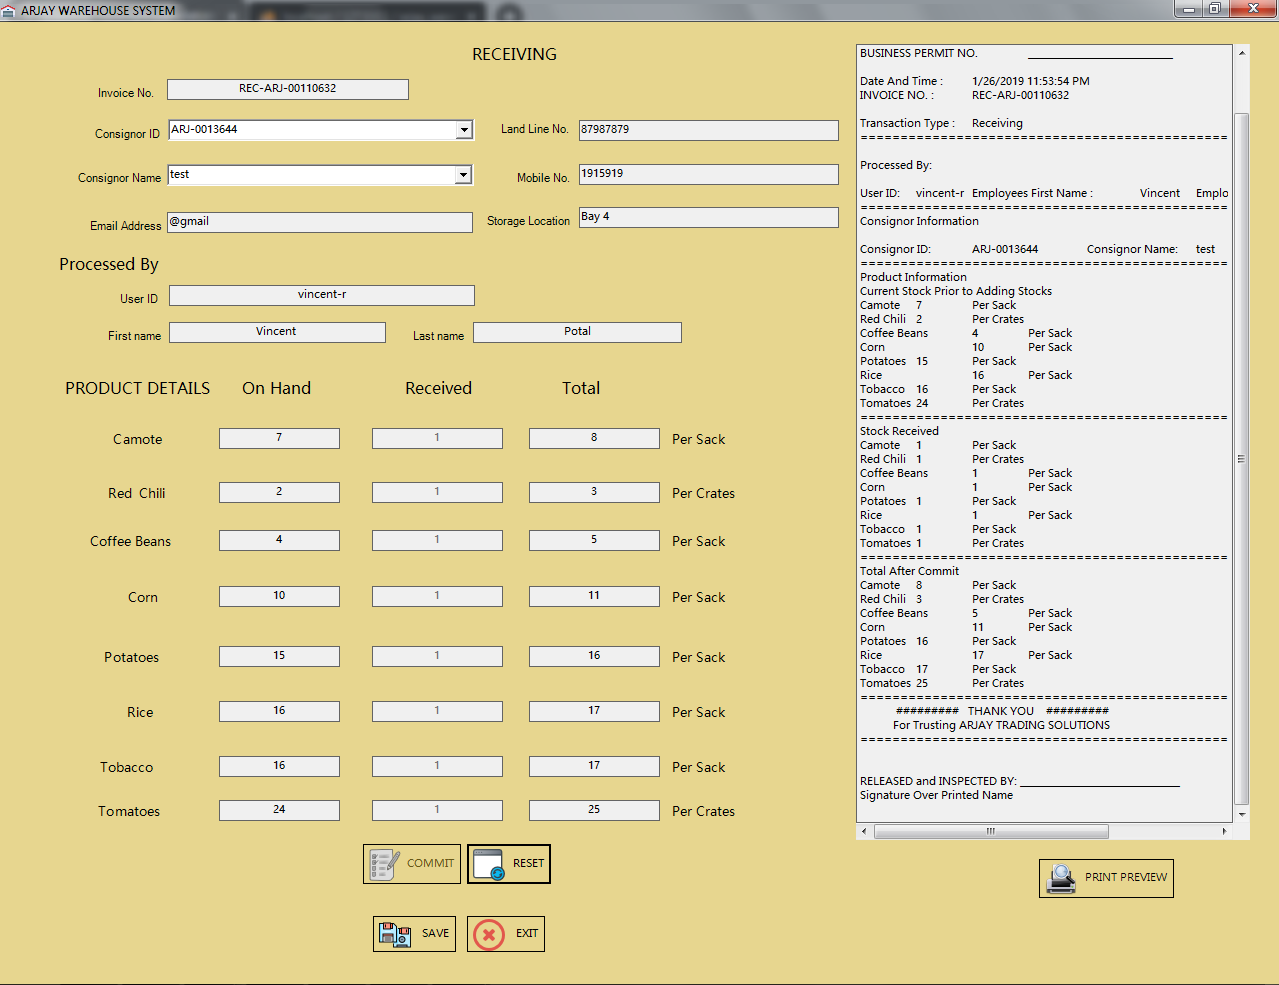 ARJAY WAREHOUSE SYSTEM
RECEIVING
Invoice No. REC-ARJ-00110632
Consignor ID ARJ-0013644 Land Line No. 87987879
Consignor Name test Mobile No. 1915919
Email Address @gmail Storage Location Bay 4
Processed By
User ID vincent-r
First name Vincent Last name Potal
PRODUCT DETAILS On Hand Received Total
Camote 7 1 8 Per Sack
Red Chili 2 1 3 Per Crates
Coffee Beans 4 1 5 Per Sack
Corn 10 1 11 Per Sack
Potatoes 15 1 16 Per Sack
Rice 16 1 17 Per Sack
Tobacco 16 1 17 Per Sack
Tomatoes 24 1 25 Per Crates
COMMIT RESET
SAVE EXIT
BUSINESS PERMIT NO. ____________________
Date And Time : 1/26/2019 11:53:54 PM
INVOICE NO. : REC-ARJ-00110632
Transaction Type : Receiving
==============================================
Processed By:
User ID: vincent-r Employees First Name : Vincent Emplo
==============================================
Consignor Information
Consignor ID: ARJ-0013644 Consignor Name: test
==============================================
Product Information
Current Stock Prior to Adding Stocks
Camote 7 Per Sack
Red Chili 2 Per Crates
Coffee Beans 4 Per Sack
Corn 10 Per Sack
Potatoes 15 Per Sack
Rice 16 Per Sack
Tobacco 16 Per Sack
Tomatoes 24 Per Crates
==============================================
Stock Received
Camote 1 Per Sack
Red Chili 1 Per Crates
Coffee Beans 1 Per Sack
Corn 1 Per Sack
Potatoes 1 Per Sack
Rice 1 Per Sack
Tobacco 1 Per Sack
Tomatoes 1 Per Crates
==============================================
Total After Commit
Camote 8 Per Sack
Red Chili 3 Per Crates
Coffee Beans 5 Per Sack
Corn 11 Per Sack
Potatoes 16 Per Sack
Rice 17 Per Sack
Tobacco 17 Per Sack
Tomatoes 25 Per Crates
==============================================
######### THANK YOU #########
For Trusting ARJAY TRADING SOLUTIONS
==============================================
RELEASED and INSPECTED BY: ______________________
Signature Over Printed Name
PRINT PREVIEW